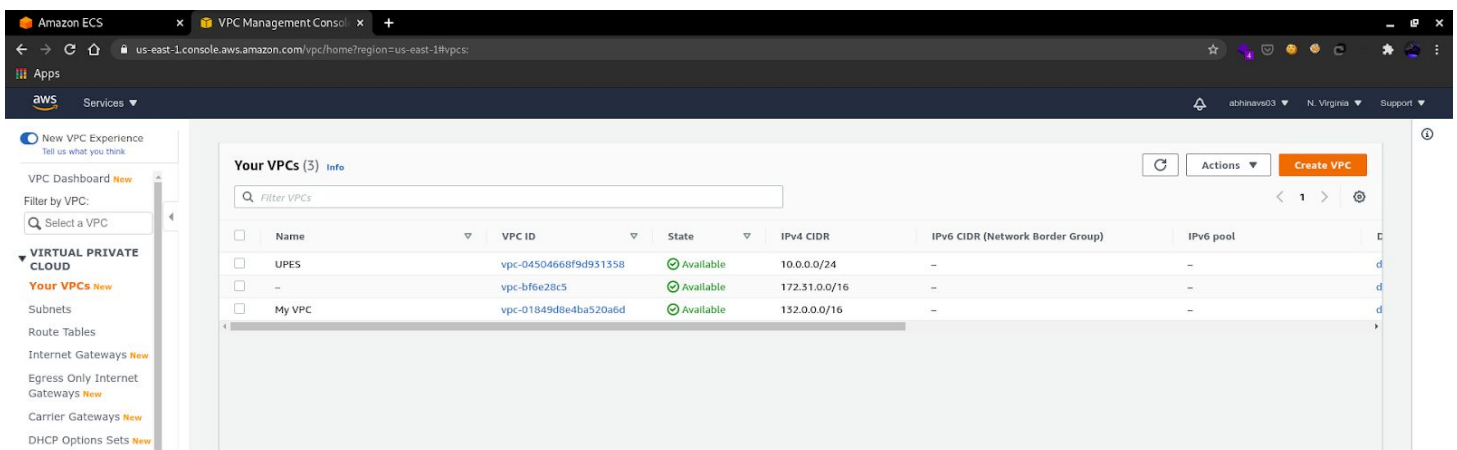 Amazon ECS
VPC Management Consol
us-east-1.console.aws.amazon.com/vpc/home?region=us-east-1#vpcs:
4
Apps
aws Services abhinavs03 N. Virginia Support
New VPC Experience
Tell us what you think
VPC Dashboard New
Filter by VPC:
Select a VPC
VIRTUAL PRIVATE
CLOUD
Your VPCs New
Subnets
Route Tables
Internet Gateways New
Egress Only Internet
Gateways New
Carrier Gateways New
DHCP Options Sets New
Your VPCs (3) Info
Actions Create VPC
Filter VPCs
1
Name VPC ID State IPv4 CIDR IPv6 CIDR (Network Border Group) IPv6 pool D
UPES vpc-04504668f9d931358 Available 10.0.0.0/24 – – d
– vpc-bf6e28c5 Available 172.31.0.0/16 – – d
My VPC vpc-01849d8e4ba520a6d Available 132.0.0.0/16 – – d